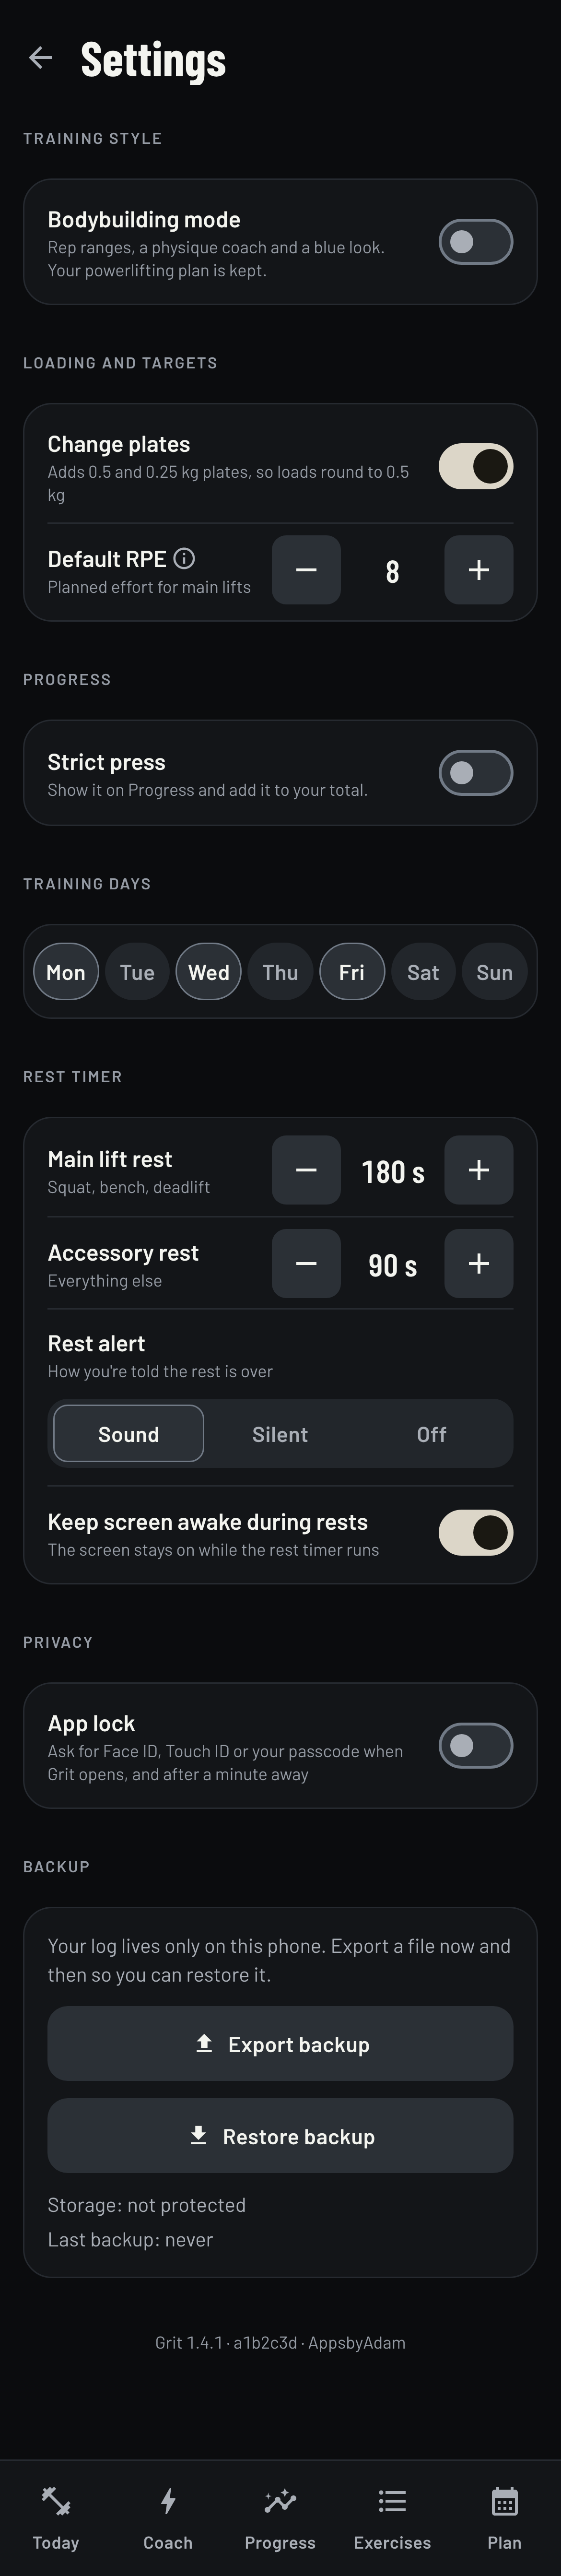 Settings
TRAINING STYLE
Bodybuilding mode
Rep ranges, a physique coach and a blue look.
Your powerlifting plan is kept.
LOADING AND TARGETS
Change plates
Adds 0.5 and 0.25 kg plates, so loads round to 0.5
kg
Default RPE
Planned effort for main lifts
8
PROGRESS
Strict press
Show it on Progress and add it to your total.
TRAINING DAYS
Mon Tue Wed Thu Fri Sat Sun
REST TIMER
Main lift rest
Squat, bench, deadlift
180 s
Accessory rest
Everything else
90 s
Rest alert
How you're told the rest is over
Sound Silent Off
Keep screen awake during rests
The screen stays on while the rest timer runs
PRIVACY
App lock
Ask for Face ID, Touch ID or your passcode when
Grit opens, and after a minute away
BACKUP
Your log lives only on this phone. Export a file now and
then so you can restore it.
Export backup
Restore backup
Storage: not protected
Last backup: never
Grit 1.4.1 · a1b2c3d · AppsbyAdam
Today Coach Progress Exercises Plan